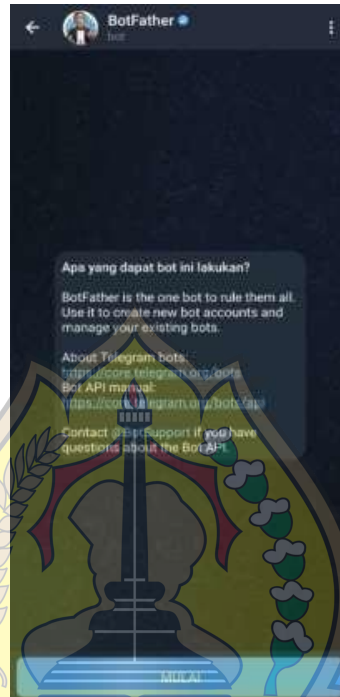 BotFather
bot
Apa yang dapat bot ini lakukan?
BotFather is the one bot to rule them all.
Use it to create new bot accounts and
manage your existing bots.
About Telegram bots:
https://core.telegram.org/bots
Bot API manual:
https://core.telegram.org/bots/api
Contact @BotSupport if you have
questions about the Bot API.
MULAI